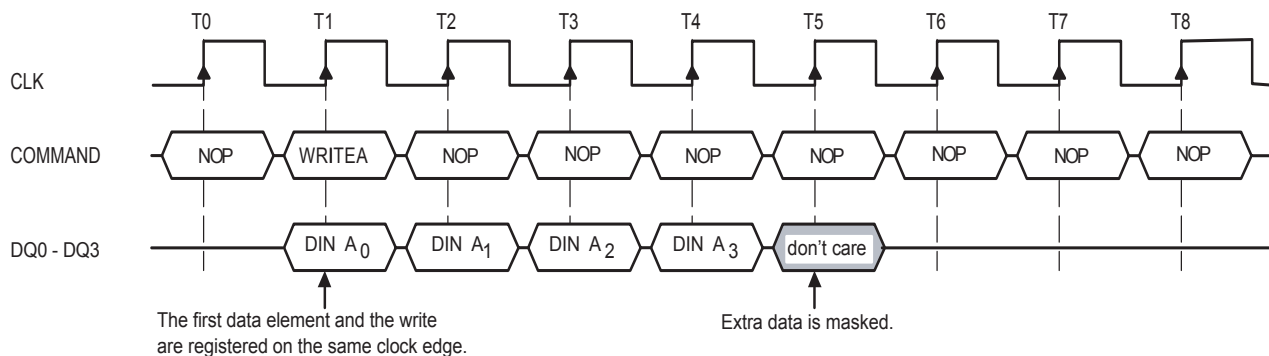 T0 T1 T2 T3 T4 T5 T6 T7 T8
CLK
COMMAND NOP WRITEA NOP NOP NOP NOP NOP NOP NOP
DQ0 - DQ3 DIN A0 DIN A1 DIN A2 DIN A3 don't care
The first data element and the write
are registered on the same clock edge.
Extra data is masked.